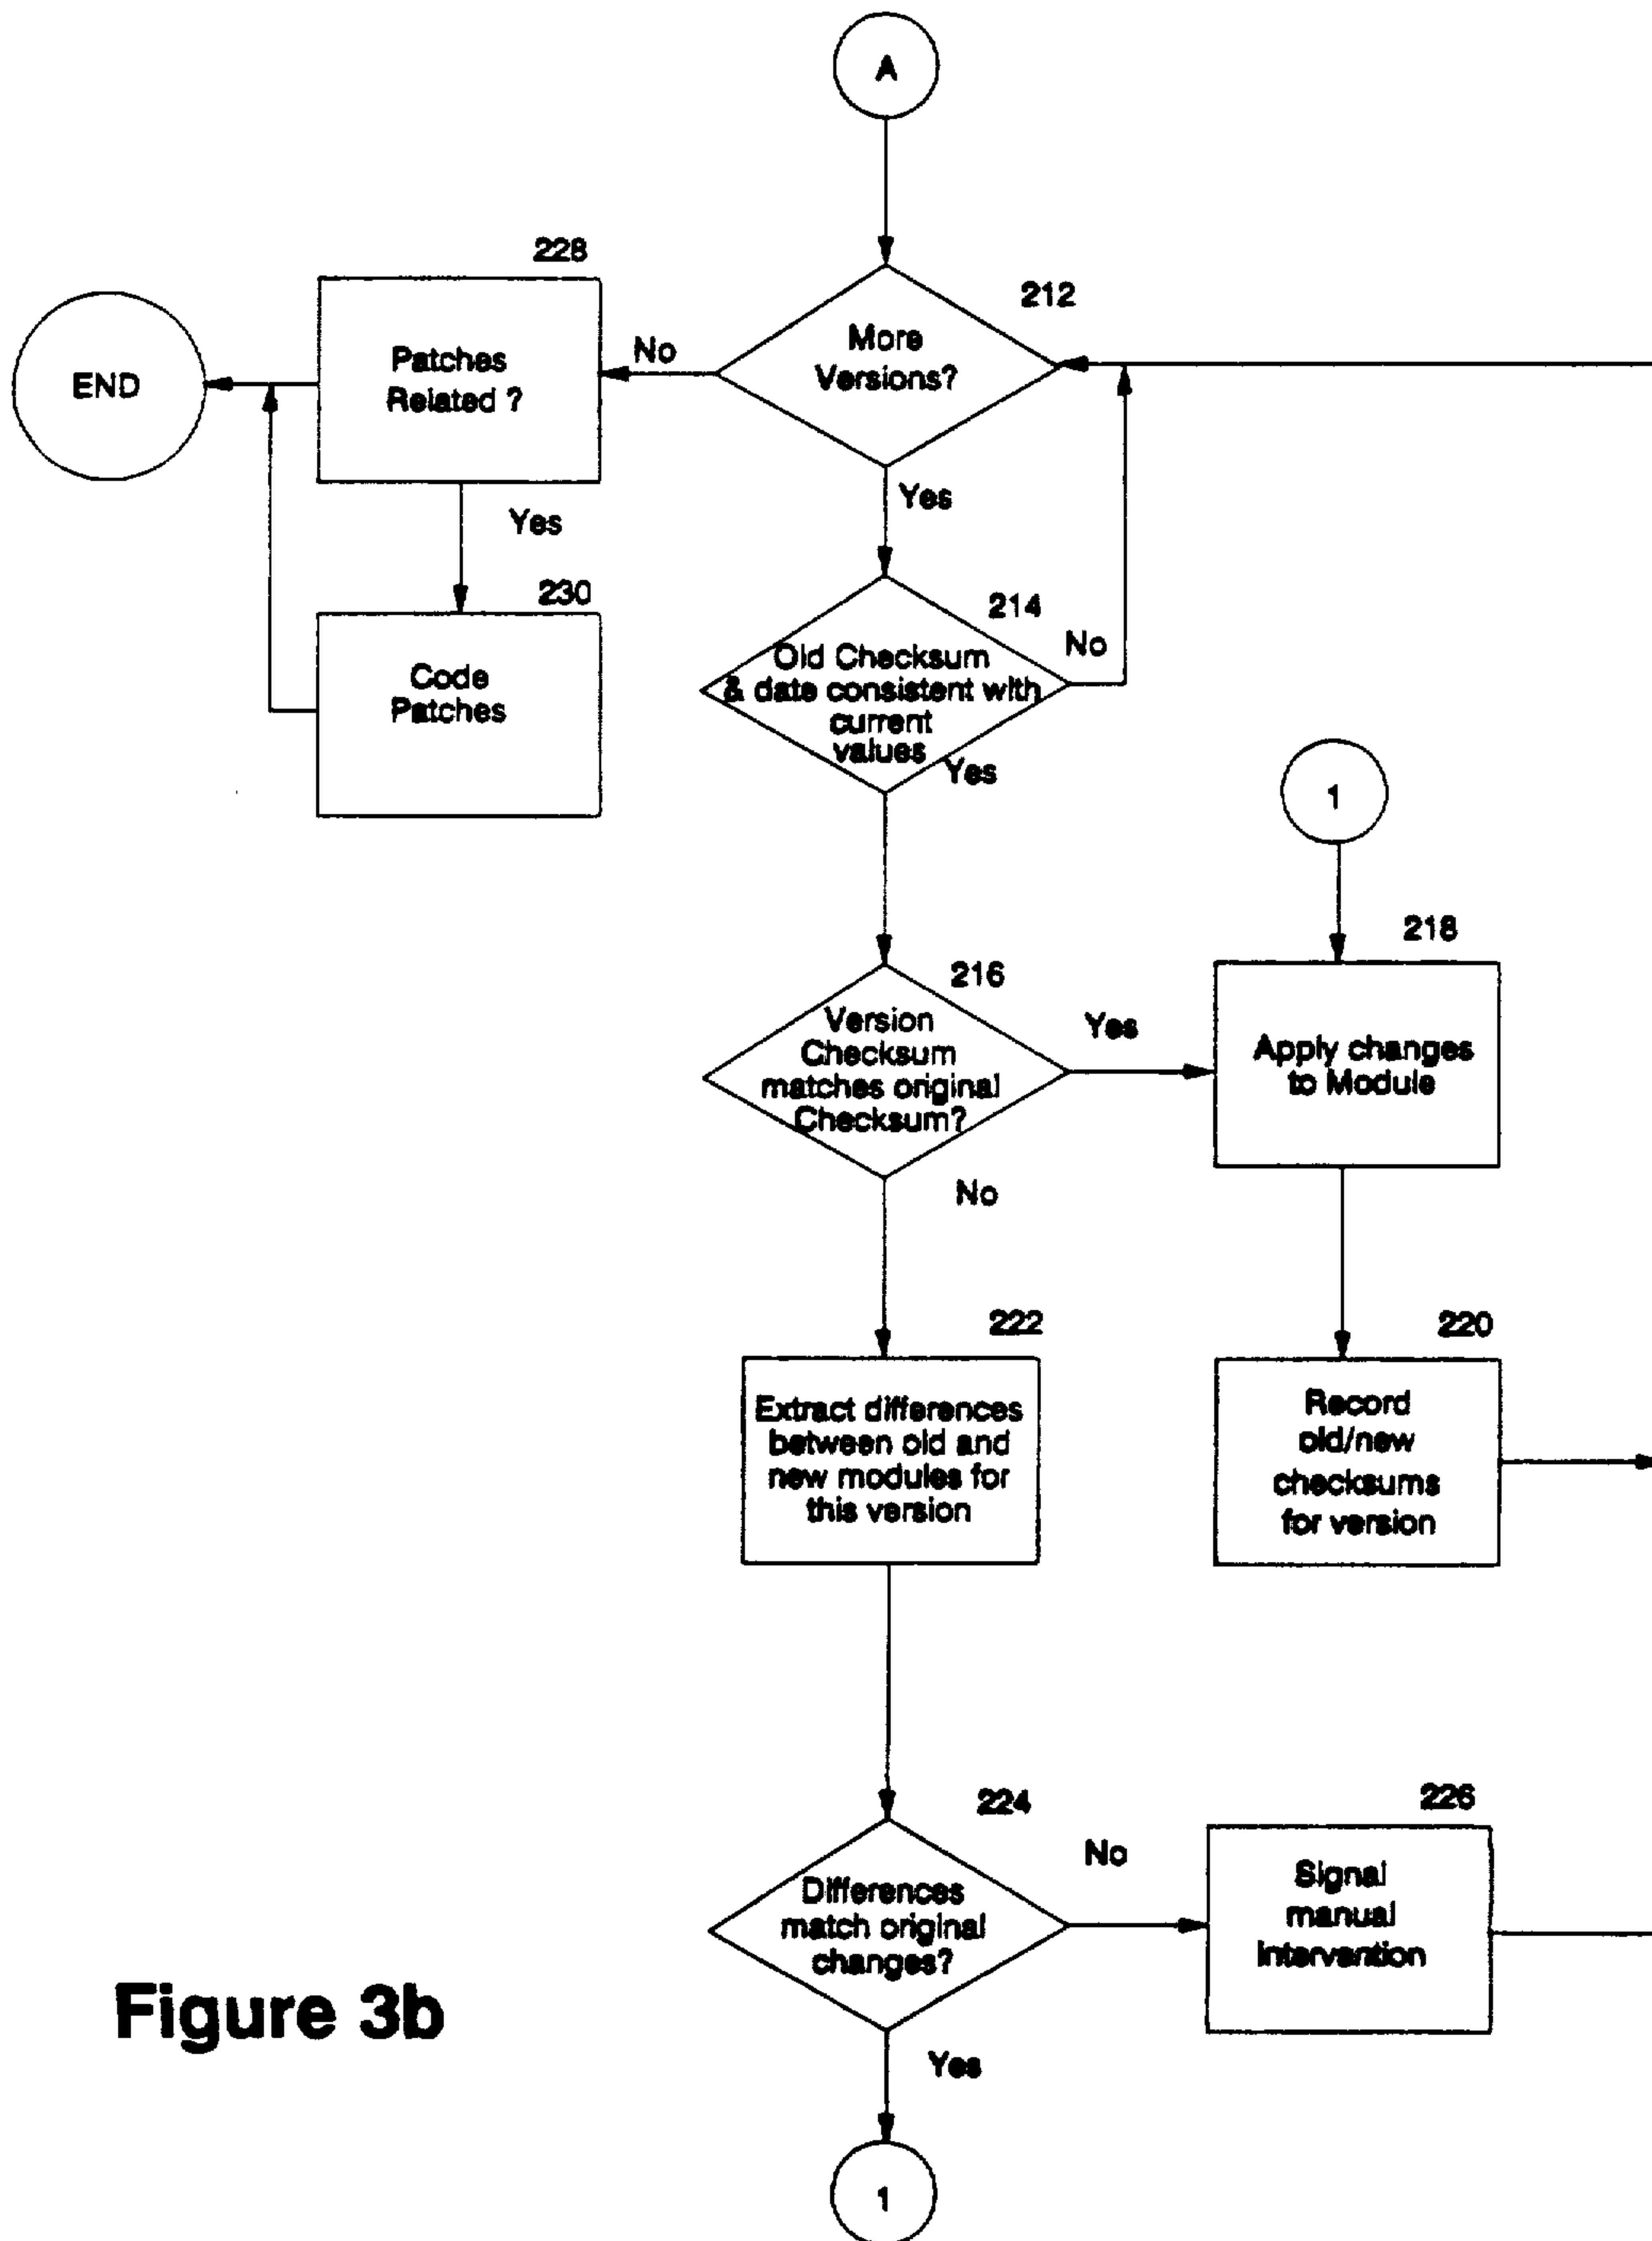 A
228
212
More
Versions?
No
Patches
Related ?
END
Yes
Yes
230
214
No
Old Checksum
& date consistent with
current
values
Code
Patches
Yes
1
218
216
Version
Checksum
matches original
Checksum?
Yes
Apply changes
to Module
No
222
220
Extract differences
between old and
new modules for
this version
Record
old/new
checksums
for version
224
226
No
Differences
match original
changes?
Signal
manual
intervention
Figure 3b
Yes
1